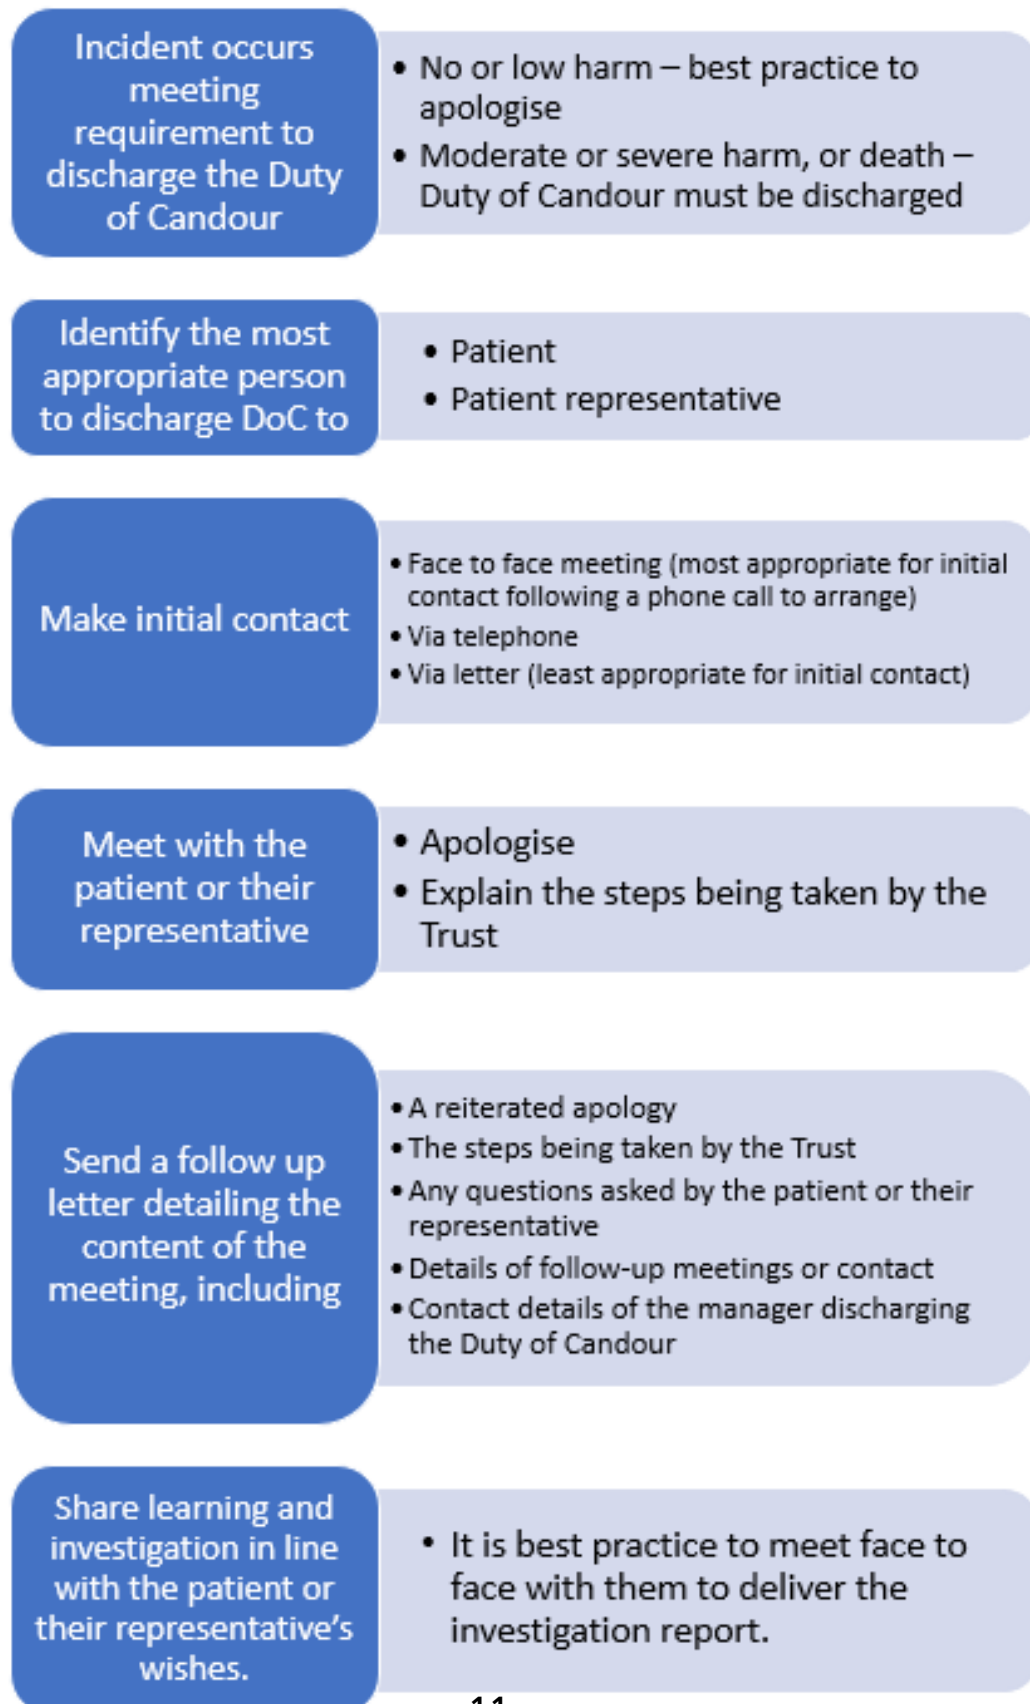 Incident occurs
meeting
requirement to
discharge the Duty
of Candour
• No or low harm – best practice to
apologise
• Moderate or severe harm, or death –
Duty of Candour must be discharged
Identify the most
appropriate person
to discharge DoC to
• Patient
• Patient representative
Make initial contact
• Face to face meeting (most appropriate for initial
contact following a phone call to arrange)
• Via telephone
• Via letter (least appropriate for initial contact)
Meet with the
patient or their
representative
• Apologise
• Explain the steps being taken by the
Trust
Send a follow up
letter detailing the
content of the
meeting, including
• A reiterated apology
• The steps being taken by the Trust
• Any questions asked by the patient or their
representative
• Details of follow-up meetings or contact
• Contact details of the manager discharging
the Duty of Candour
Share learning and
investigation in line
with the patient or
their representative's
wishes.
• It is best practice to meet face to
face with them to deliver the
investigation report.
11